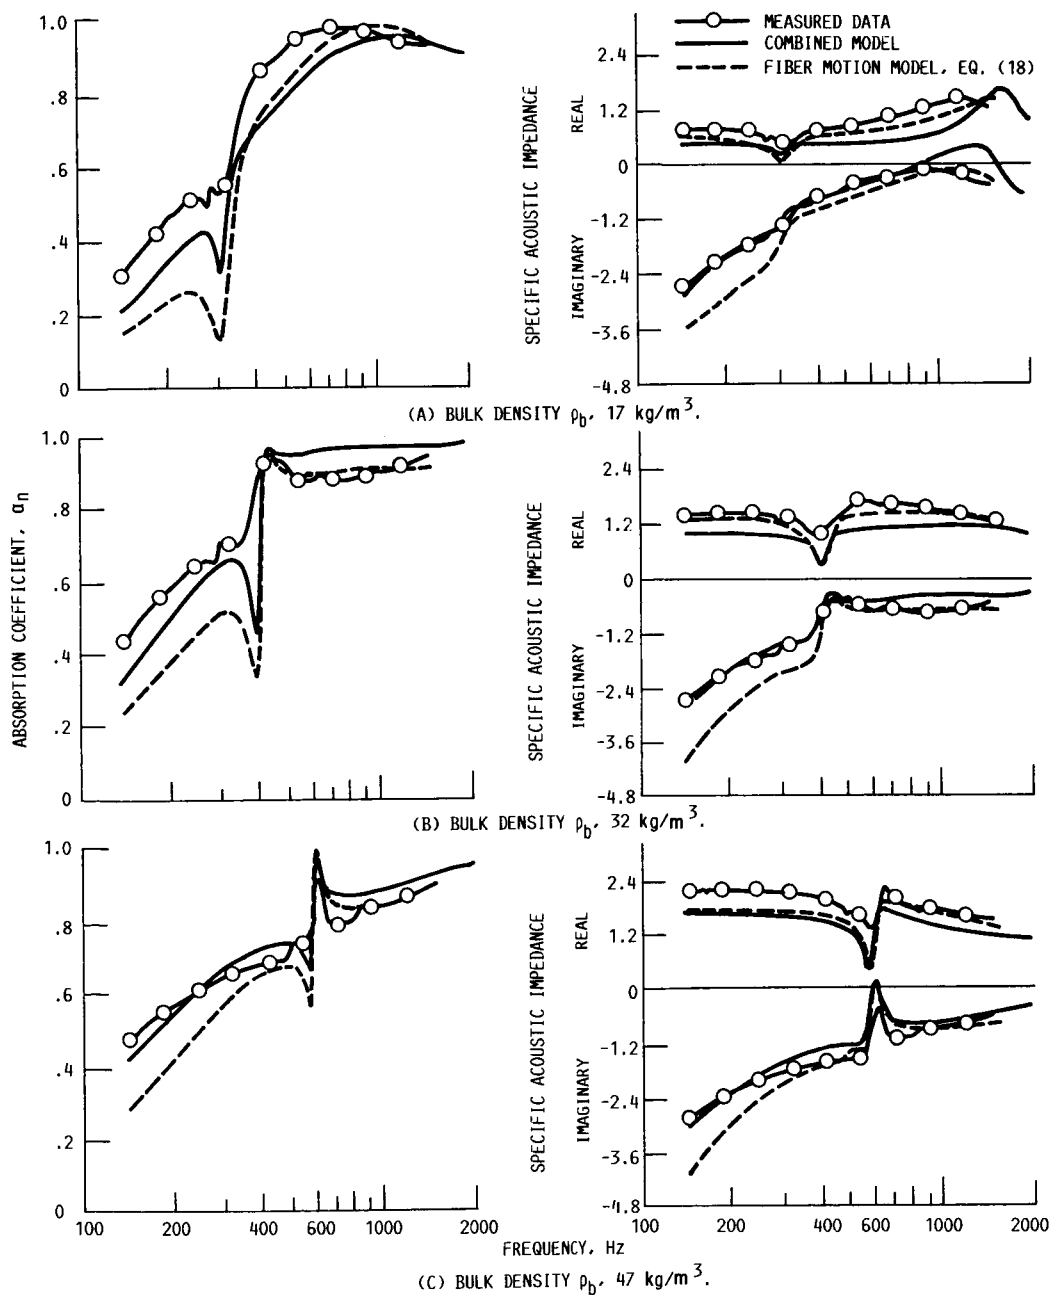 1.0
.8
.6
.4
.2
0
SPECIFIC ACOUSTIC IMPEDANCE
IMAGINARY REAL
2.4
1.2
0
-1.2
-2.4
-3.6
-4.8
MEASURED DATA
COMBINED MODEL
FIBER MOTION MODEL, EQ. (18)
(A) BULK DENSITY ρb, 17 kg/m3.
ABSORPTION COEFFICIENT, αn
1.0
.8
.6
.4
.2
0
SPECIFIC ACOUSTIC IMPEDANCE
IMAGINARY REAL
2.4
1.2
0
-1.2
-2.4
-3.6
-4.8
(B) BULK DENSITY ρb, 32 kg/m3.
1.0
.8
.6
.4
.2
0
100 200 400 600 1000 2000
SPECIFIC ACOUSTIC IMPEDANCE
IMAGINARY REAL
2.4
1.2
0
-1.2
-2.4
-3.6
-4.8
100 200 400 600 1000 2000
FREQUENCY, Hz
(C) BULK DENSITY ρb, 47 kg/m3.